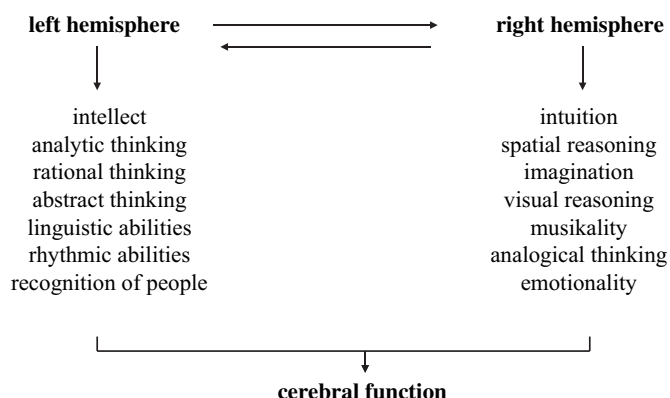 left hemisphere
right hemisphere
intellect
analytic thinking
rational thinking
abstract thinking
linguistic abilities
rhythmic abilities
recognition of people
intuition
spatial reasoning
imagination
visual reasoning
musikality
analogical thinking
emotionality
cerebral function